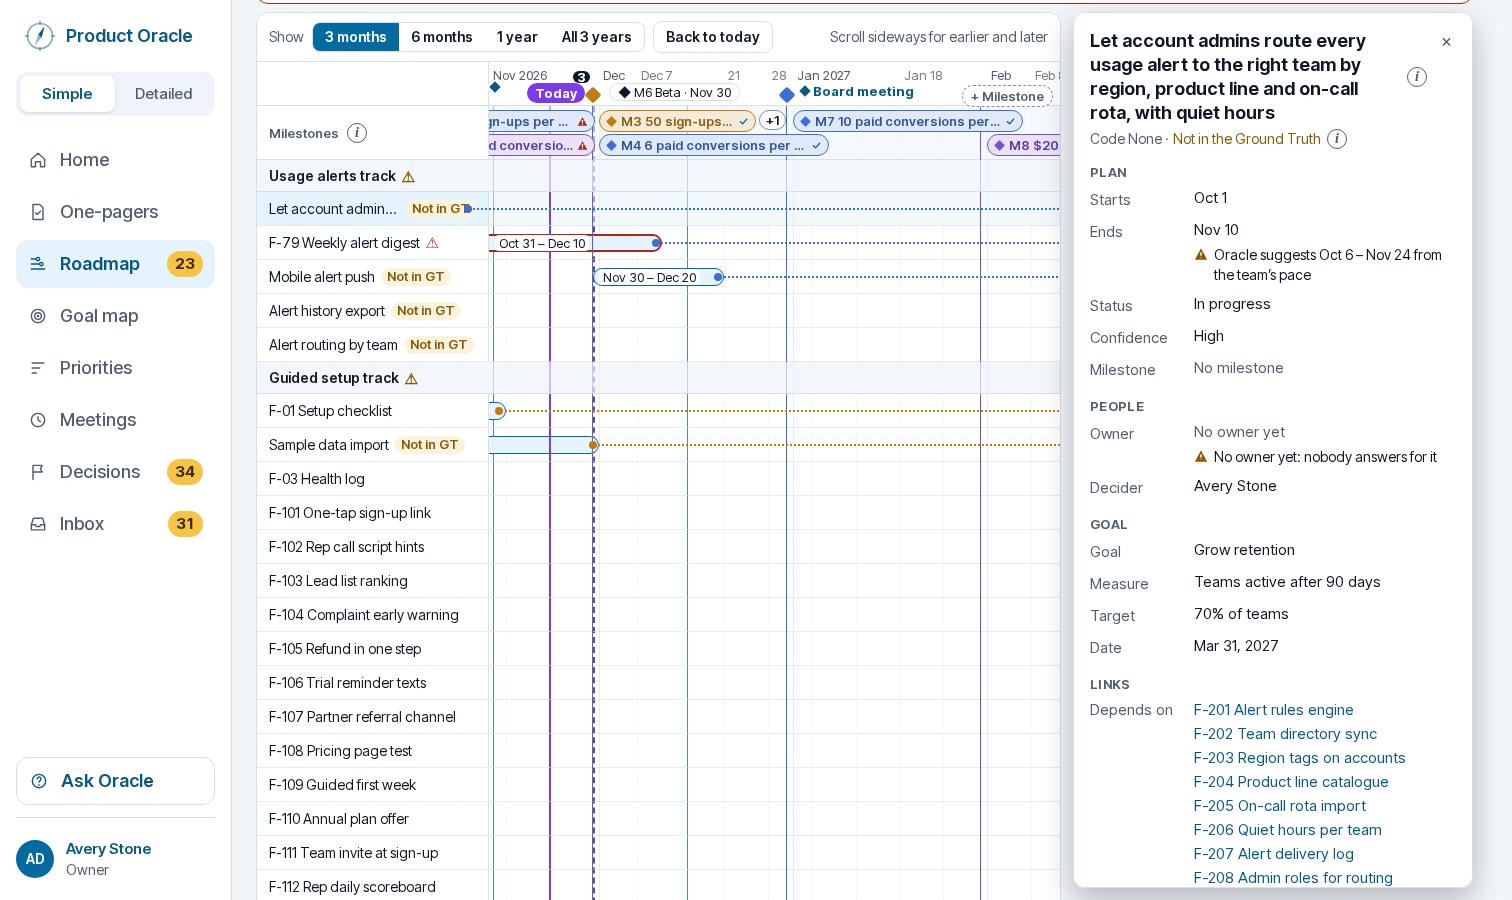 Product Oracle
Simple
Detailed
Home
One-pagers
Roadmap
23
Goal map
Priorities
Meetings
Decisions
34
Inbox
31
Ask Oracle
AD
Avery Stone
Owner
Show
3 months
6 months
1 year
All 3 years
Back to today
Scroll sideways for earlier and later
Nov 2026
3
Dec
Dec 7
21
28
Jan 2027
Jan 18
Feb
Feb
Today
M6 Beta · Nov 30
Board meeting
+ Milestone
Milestones
i
gn-ups per ...
M3 50 sign-ups...
+1
M7 10 paid conversions per...
d conversio...
M4 6 paid conversions per ...
M8 $20
Usage alerts track
Let account admin...
Not in GT
F-79 Weekly alert digest
Oct 31 – Dec 10
Mobile alert push
Not in GT
Nov 30 – Dec 20
Alert history export
Not in GT
Alert routing by team
Not in GT
Guided setup track
F-01 Setup checklist
Sample data import
Not in GT
F-03 Health log
F-101 One-tap sign-up link
F-102 Rep call script hints
F-103 Lead list ranking
F-104 Complaint early warning
F-105 Refund in one step
F-106 Trial reminder texts
F-107 Partner referral channel
F-108 Pricing page test
F-109 Guided first week
F-110 Annual plan offer
F-111 Team invite at sign-up
F-112 Rep daily scoreboard
Let account admins route every
usage alert to the right team by
region, product line and on-call
rota, with quiet hours
i
×
Code None · Not in the Ground Truth
i
PLAN
Starts
Oct 1
Ends
Nov 10
Oracle suggests Oct 6 – Nov 24 from
the team's pace
Status
In progress
Confidence
High
Milestone
No milestone
PEOPLE
Owner
No owner yet
No owner yet: nobody answers for it
Decider
Avery Stone
GOAL
Goal
Grow retention
Measure
Teams active after 90 days
Target
70% of teams
Date
Mar 31, 2027
LINKS
Depends on
F-201 Alert rules engine
F-202 Team directory sync
F-203 Region tags on accounts
F-204 Product line catalogue
F-205 On-call rota import
F-206 Quiet hours per team
F-207 Alert delivery log
F-208 Admin roles for routing